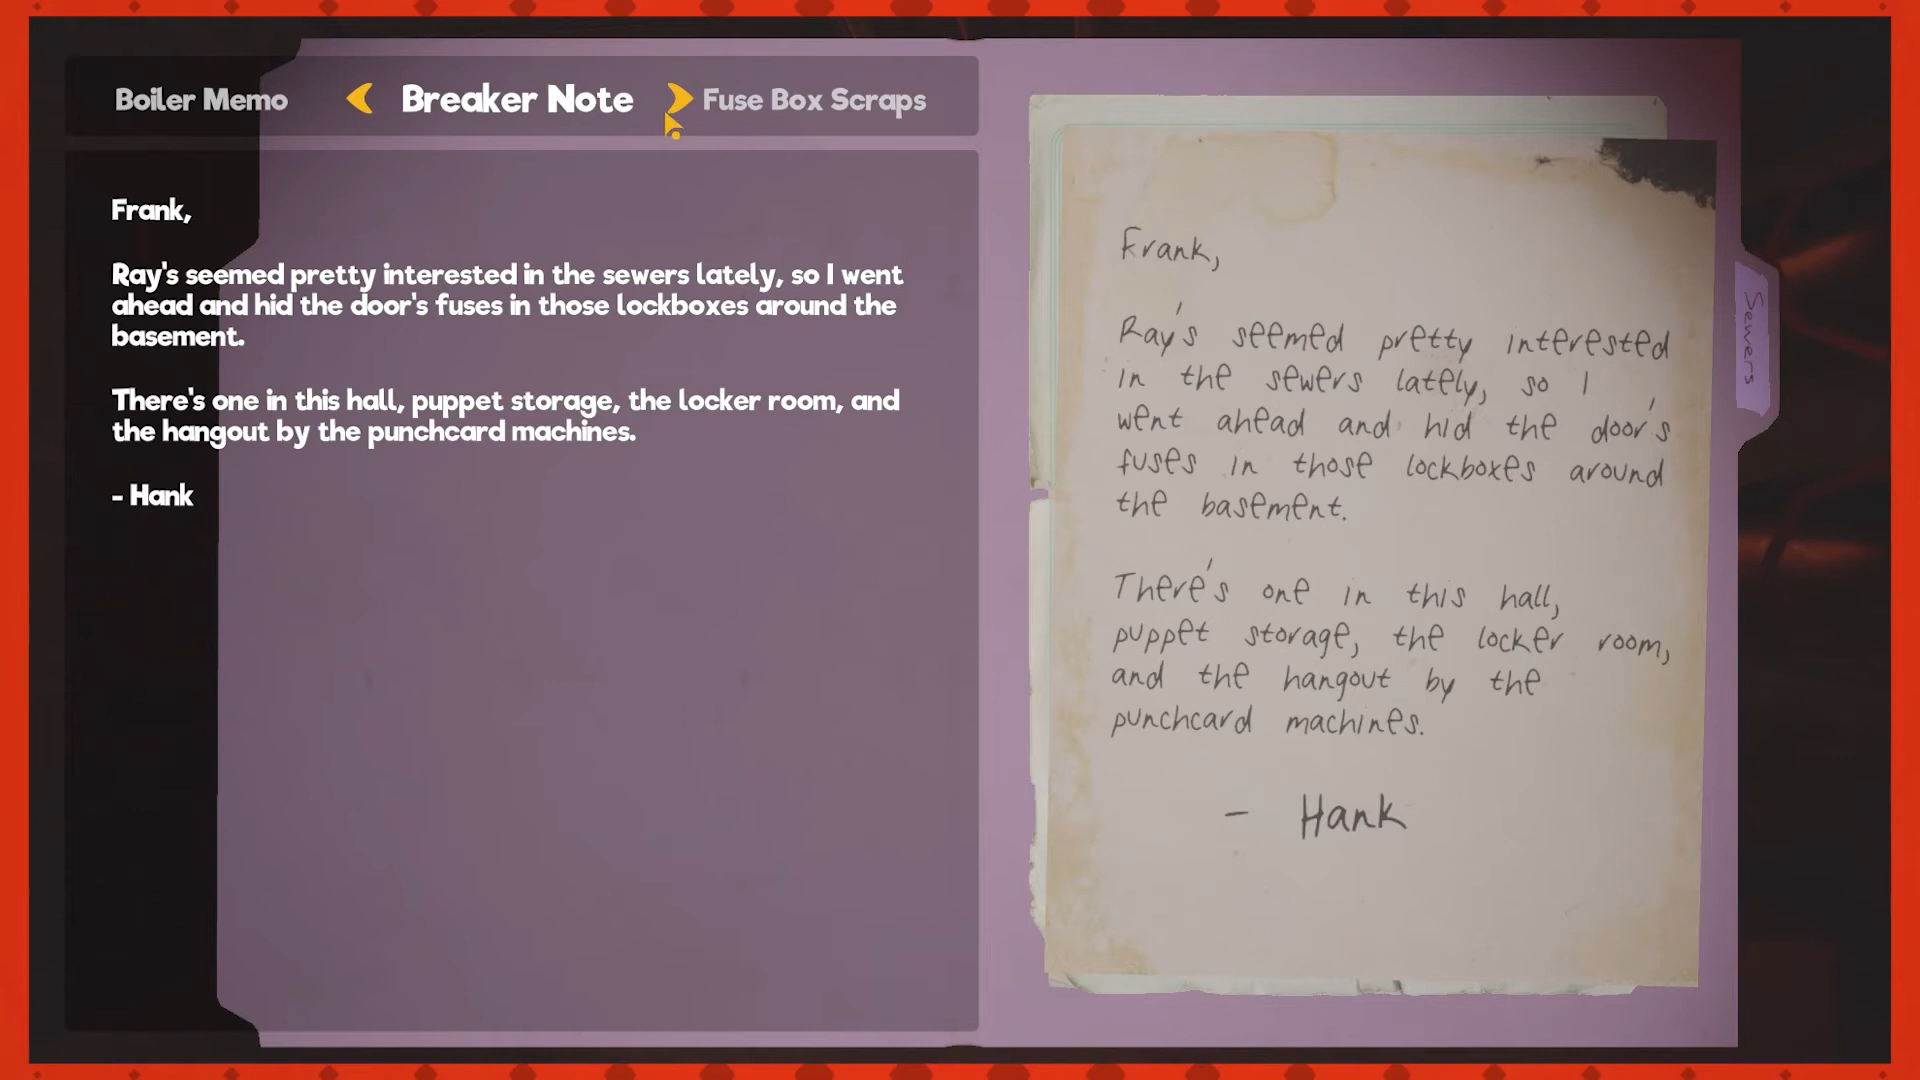 Boiler Memo
Breaker Note
Fuse Box Scraps
Frank,
Ray's seemed pretty interested in the sewers lately, so I went
ahead and hid the door's fuses in those lockboxes around the
basement.
There's one in this hall, puppet storage, the locker room, and
the hangout by the punchcard machines.
- Hank
Frank,
Ray's seemed pretty interested
in the sewers lately, so I
went ahead and hid the door's
fuses in those lockboxes around
the basement.
There's one in this hall,
puppet storage, the locker room,
and the hangout by the
punchcard machines.
- Hank
Sewers